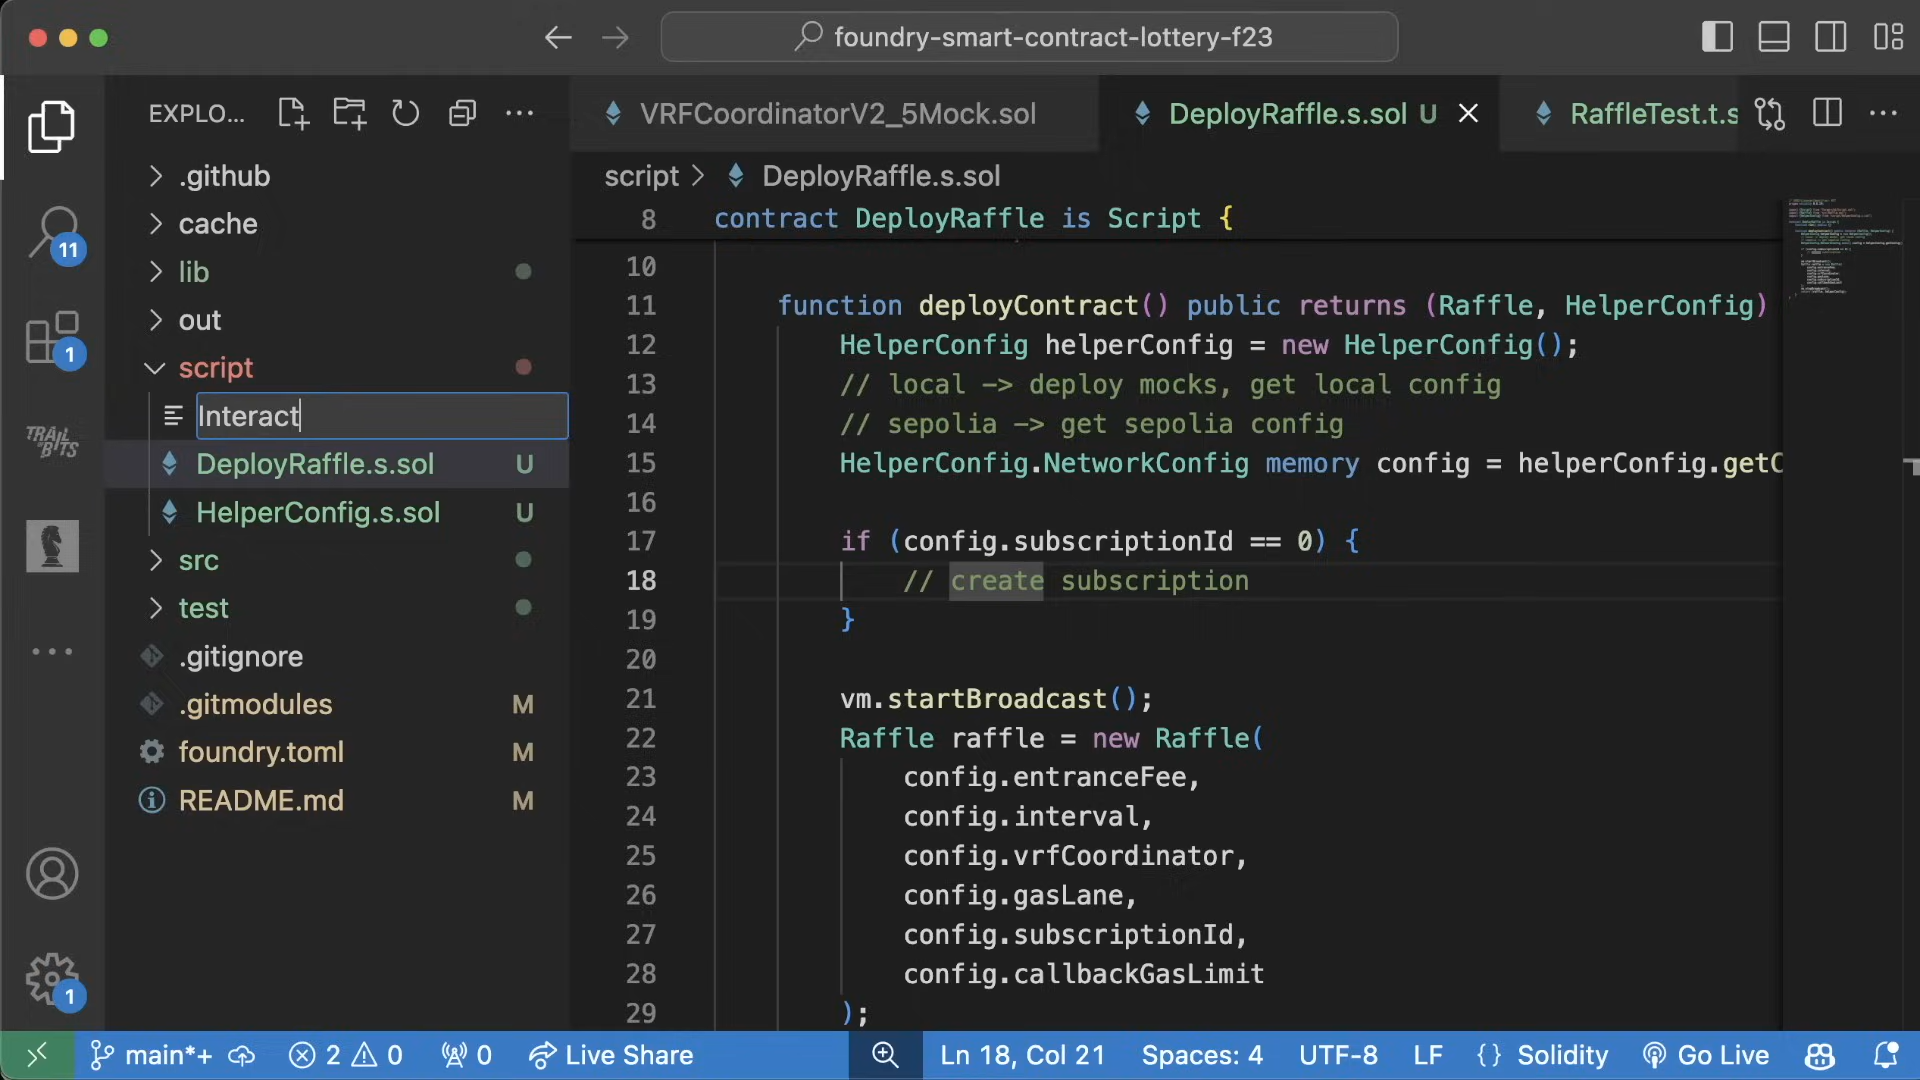 foundry-smart-contract-lottery-f23
EXPLO...
VRFCoordinatorV2_5Mock.sol
DeployRaffle.s.sol U
RaffleTest.t.s
.github
cache
lib
out
script
Interact
DeployRaffle.s.sol U
HelperConfig.s.sol U
src
test
.gitignore
.gitmodules M
foundry.toml M
README.md M
11
1
TRAIL OF BITS
1
script > DeployRaffle.s.sol
8 contract DeployRaffle is Script {
10
11 function deployContract() public returns (Raffle, HelperConfig)
12 HelperConfig helperConfig = new HelperConfig();
13 // local -> deploy mocks, get local config
14 // sepolia -> get sepolia config
15 HelperConfig.NetworkConfig memory config = helperConfig.getC
16
17 if (config.subscriptionId == 0) {
18 // create subscription
19 }
20
21 vm.startBroadcast();
22 Raffle raffle = new Raffle(
23 config.entranceFee,
24 config.interval,
25 config.vrfCoordinator,
26 config.gasLane,
27 config.subscriptionId,
28 config.callbackGasLimit
29 );
main*+ 2 0 0 Live Share Ln 18, Col 21 Spaces: 4 UTF-8 LF {} Solidity Go Live